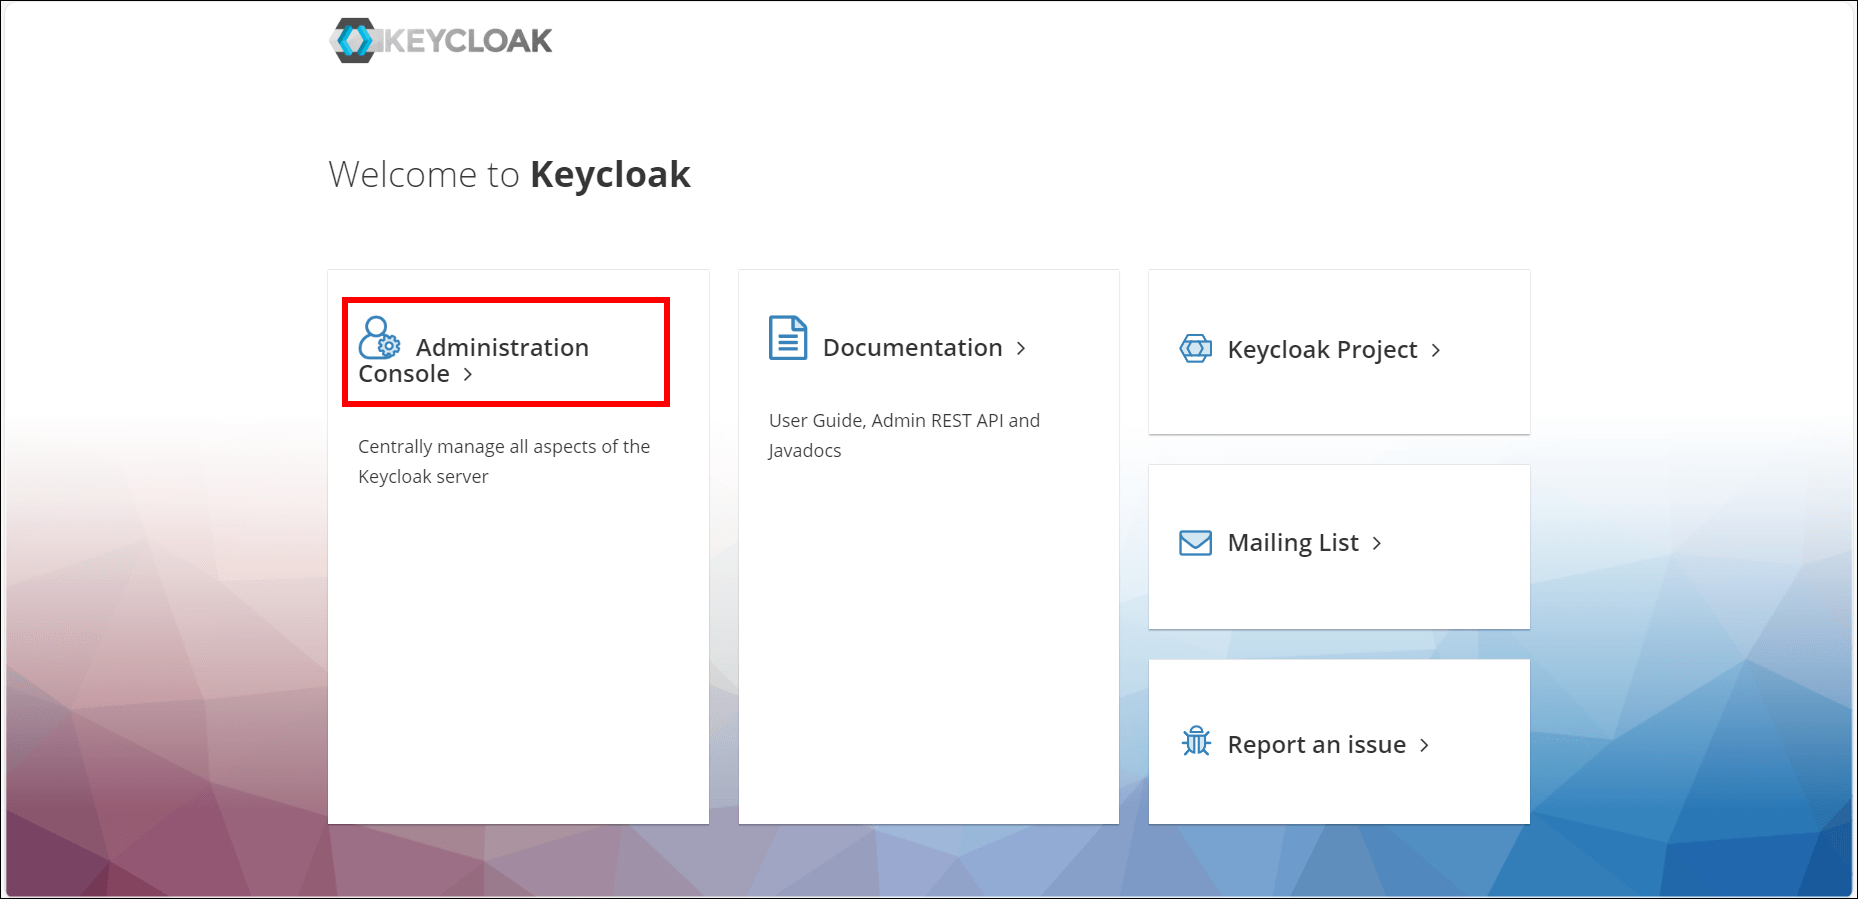 KEYCLOAK
Welcome to Keycloak
Administration
Console
Centrally manage all aspects of the
Keycloak server
Documentation
User Guide, Admin REST API and
Javadocs
Keycloak Project
Mailing List
Report an issue